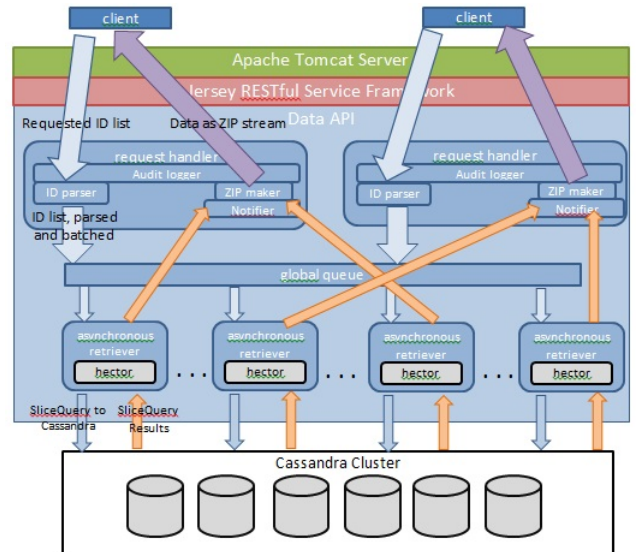 client
client
Apache Tomcat Server
Jersey RESTful Service Framework
Data API
Requested ID list
Data as ZIP stream
request handler
Audit logger
ID parser
ZIP maker
Notifier
request handler
Audit logger
ID parser
ZIP maker
Notifier
ID list, parsed
and batched
global queue
asynchronous
retriever
hector
. . .
asynchronous
retriever
hector
. . .
asynchronous
retriever
hector
. . .
asynchronous
retriever
hector
SliceQuery to
Cassandra
SliceQuery
Results
Cassandra Cluster